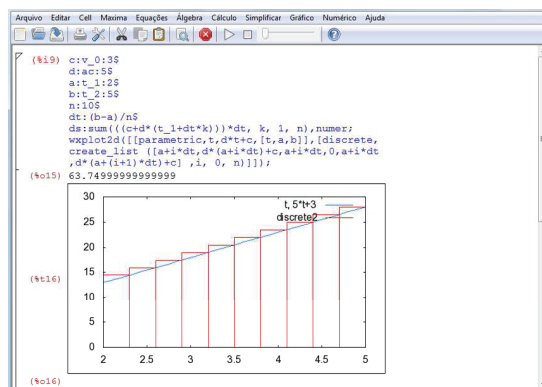 Arquivo Editar Cell Maxima Equações Álgebra Cálculo Simplificar Gráfico Numérico Ajuda
(%i9) c:v_0:3$
d:ac:5$
a:t_1:2$
b:t_2:5$
n:10$
dt:(b-a)/n$
ds:sum(((c+d*(t_1+dt*k)))*dt, k, 1, n),numer;
wxplot2d([[parametric,t,d*t+c,[t,a,b]],[discrete,
create_list ([a+i*dt,d*(a+i*dt)+c,a+i*dt,0,a+i*dt
,d*(a+(i+1)*dt)+c] ,i, 0, n)]]);
(%o15) 63.74999999999999
(%t16)
30
25
20
15
10
5
0
t, 5*t+3
discrete2
2 2.5 3 3.5 4 4.5 5
(%o16)